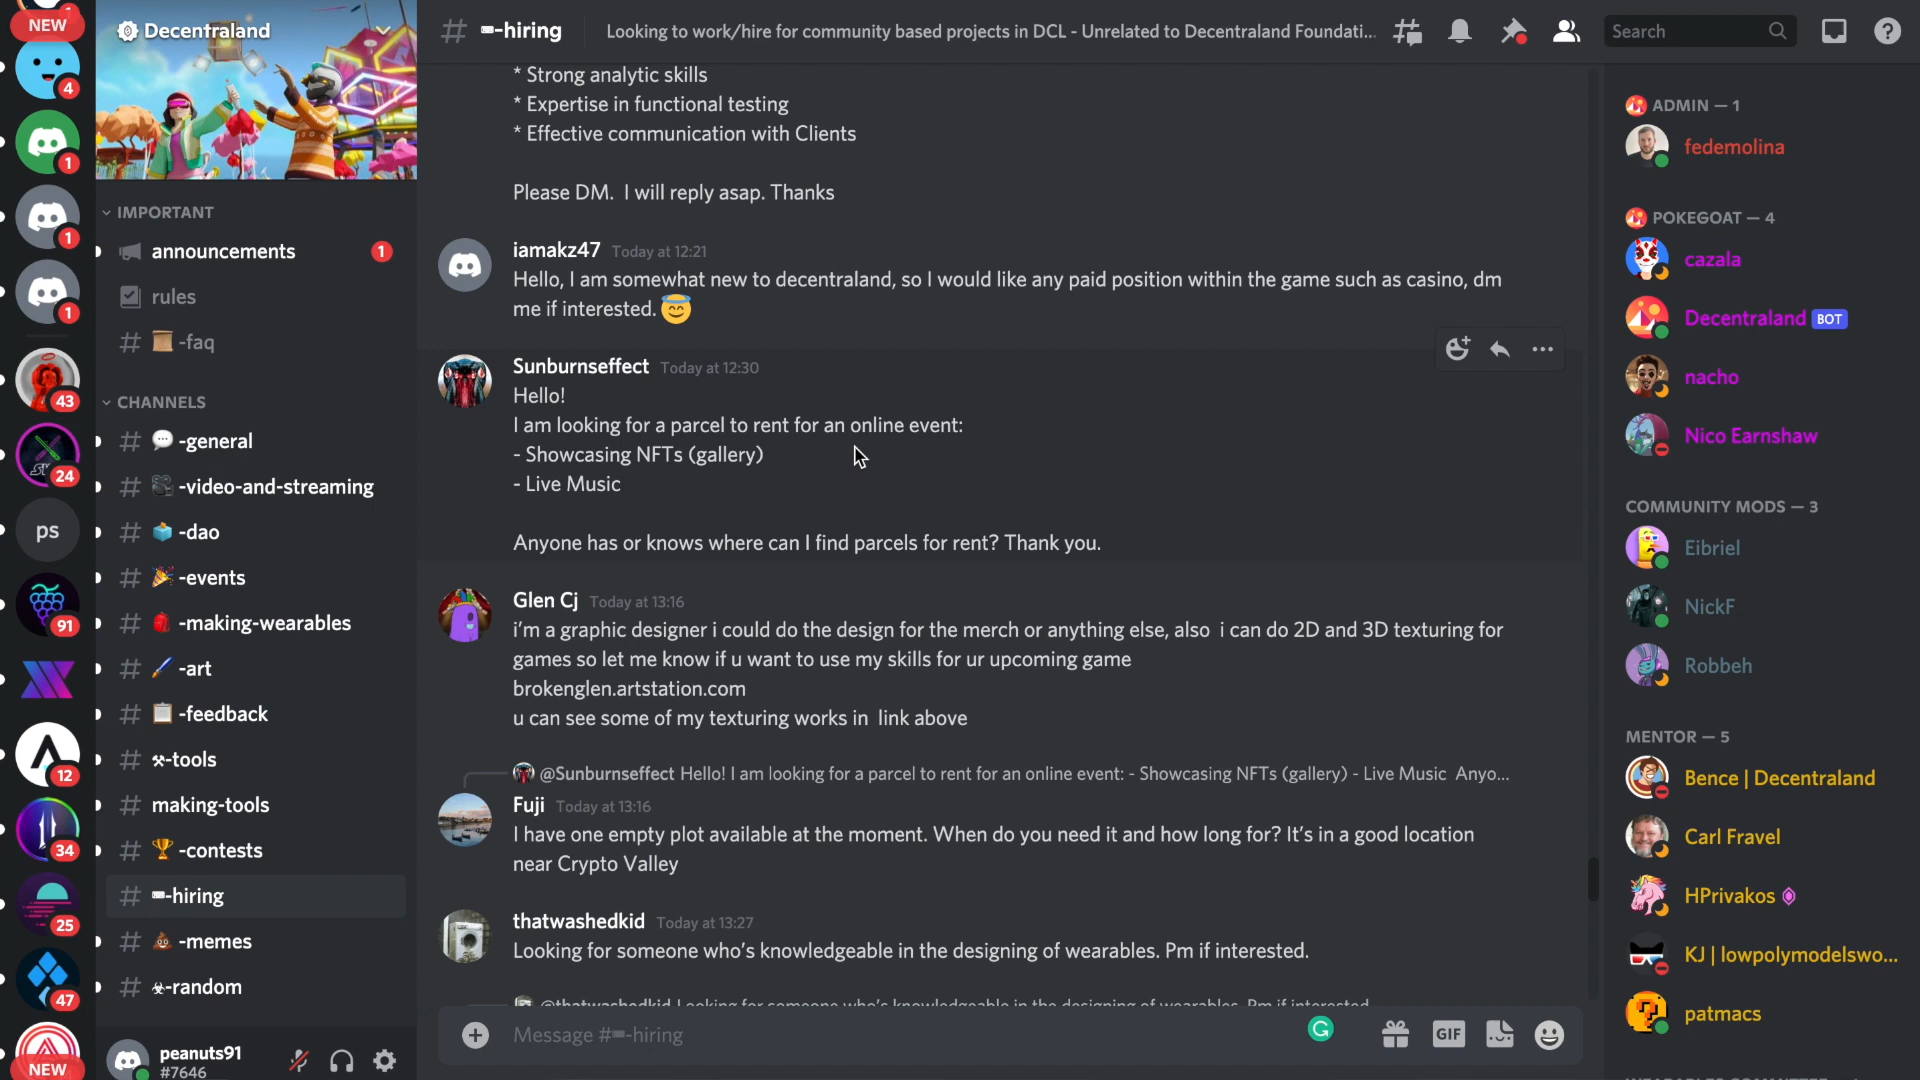 NEW
4
1
1
1
43
24
ps
91
12
34
25
47
NEW
Decentraland
IMPORTANT
announcements 1
rules
-faq
CHANNELS
-general
-video-and-streaming
-dao
-events
-making-wearables
-art
-feedback
-tools
making-tools
-contests
-hiring
-memes
-random
peanuts91
#7646
-hiring
Looking to work/hire for community based projects in DCL - Unrelated to Decentraland Foundati...
Search
* Strong analytic skills
* Expertise in functional testing
* Effective communication with Clients
Please DM. I will reply asap. Thanks
iamakz47 Today at 12:21
Hello, I am somewhat new to decentraland, so I would like any paid position within the game such as casino, dm
me if interested. 😇
Sunburnseffect Today at 12:30
Hello!
I am looking for a parcel to rent for an online event:
- Showcasing NFTs (gallery)
- Live Music
Anyone has or knows where can I find parcels for rent? Thank you.
Glen Cj Today at 13:16
i'm a graphic designer i could do the design for the merch or anything else, also i can do 2D and 3D texturing for
games so let me know if u want to use my skills for ur upcoming game
brokenglen.artstation.com
u can see some of my texturing works in link above
@Sunburnseffect Hello! I am looking for a parcel to rent for an online event: - Showcasing NFTs (gallery) - Live Music Anyo...
Fuji Today at 13:16
I have one empty plot available at the moment. When do you need it and how long for? It's in a good location
near Crypto Valley
thatwashedkid Today at 13:27
Looking for someone who's knowledgeable in the designing of wearables. Pm if interested.
@thatwashedkid Looking for someone who's knowledgeable in the designing of wearables. Pm if interested.
Message #-hiring
GIF
ADMIN — 1
fedemolina
POKEGOAT — 4
cazala
Decentraland BOT
nacho
Nico Earnshaw
COMMUNITY MODS — 3
Eibriel
NickF
Robbeh
MENTOR — 5
Bence | Decentraland
Carl Fravel
HPrivakos
KJ | lowpolymodelswo...
patmacs